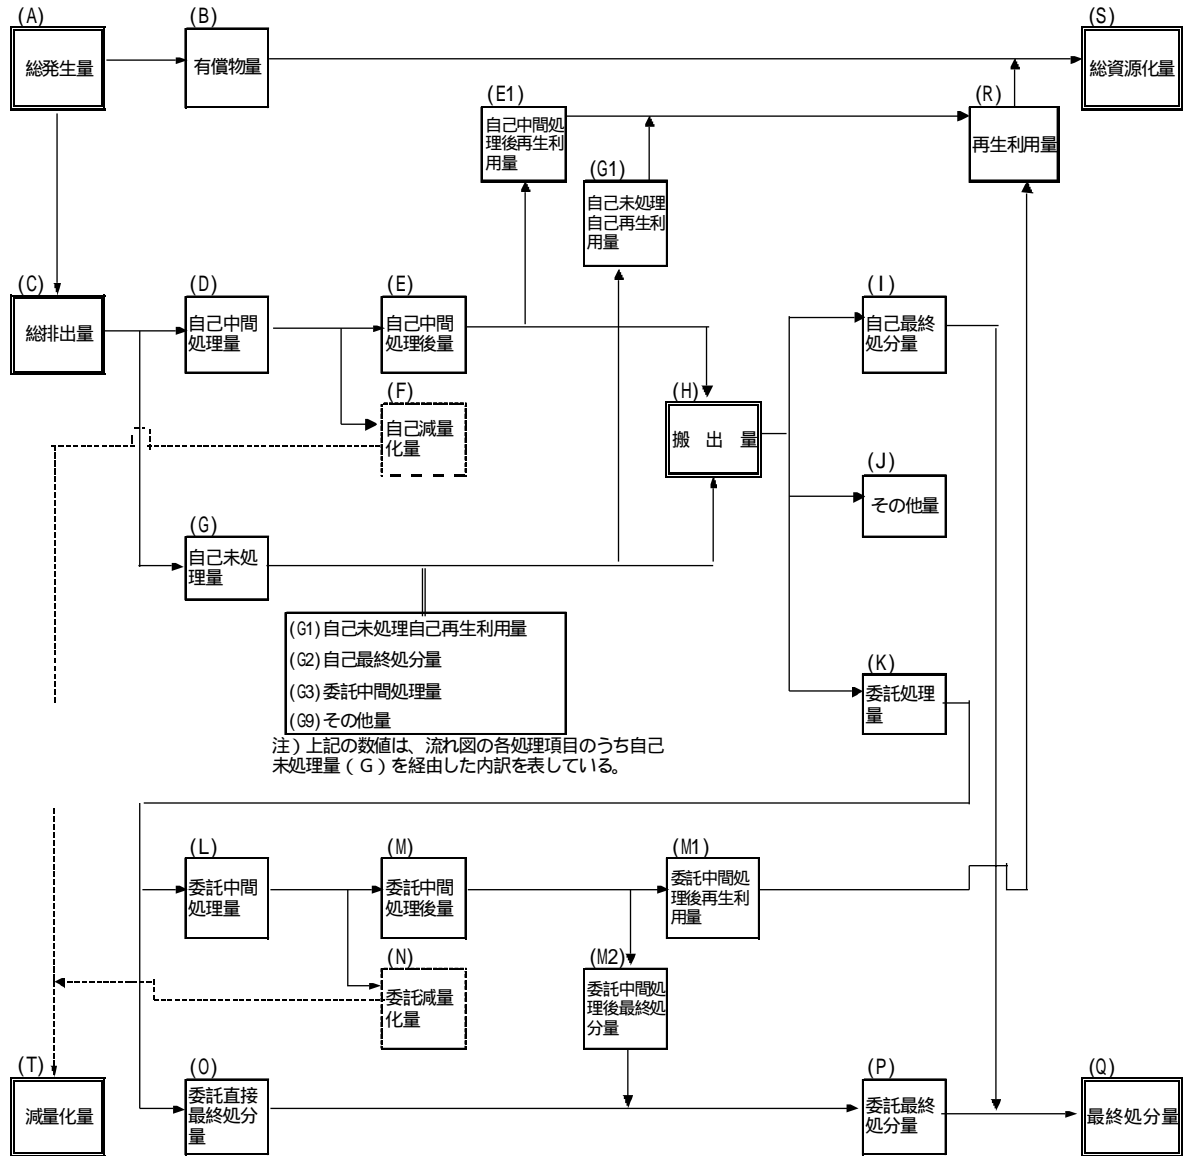 (A)
総発生量
(B)
有償物量
(S)
総資源化量
(E1)
自己中間処
理後再生利
用量
(R)
再生利用量
(G1)
自己未処理
自己再生利
用量
(C)
総排出量
(D)
自己中間
処理量
(E)
自己中間
処理後量
(I)
自己最終
処分量
(F)
自己減量
化量
(H)
搬 出 量
(J)
その他量
(G)
自己未処
理量
(G1)自己未処理自己再生利用量
(G2)自己最終処分量
(G3)委託中間処理量
(G9)その他量
注）上記の数値は、流れ図の各処理項目のうち自己
未処理量（G）を経由した内訳を表している。
(K)
委託処理
量
(L)
委託中間
処理量
(M)
委託中間
処理後量
(M1)
委託中間処
理後再生利
用量
(N)
委託減量
化量
(M2)
委託中間処
理後最終処
分量
(T)
減量化量
(O)
委託直接
最終処分
量
(P)
委託最終
処分量
(Q)
最終処分量